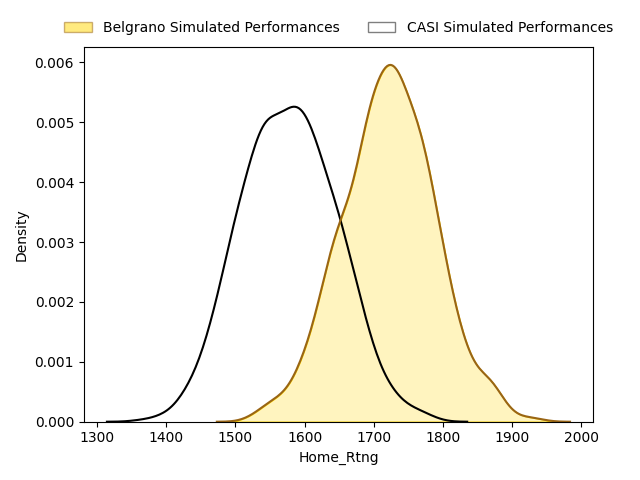 Belgrano Simulated Performances
CASI Simulated Performances
0.006
0.005
0.004
0.003
0.002
0.001
0.000
Density
1300 1400 1500 1600 1700 1800 1900 2000
Home_Rtng